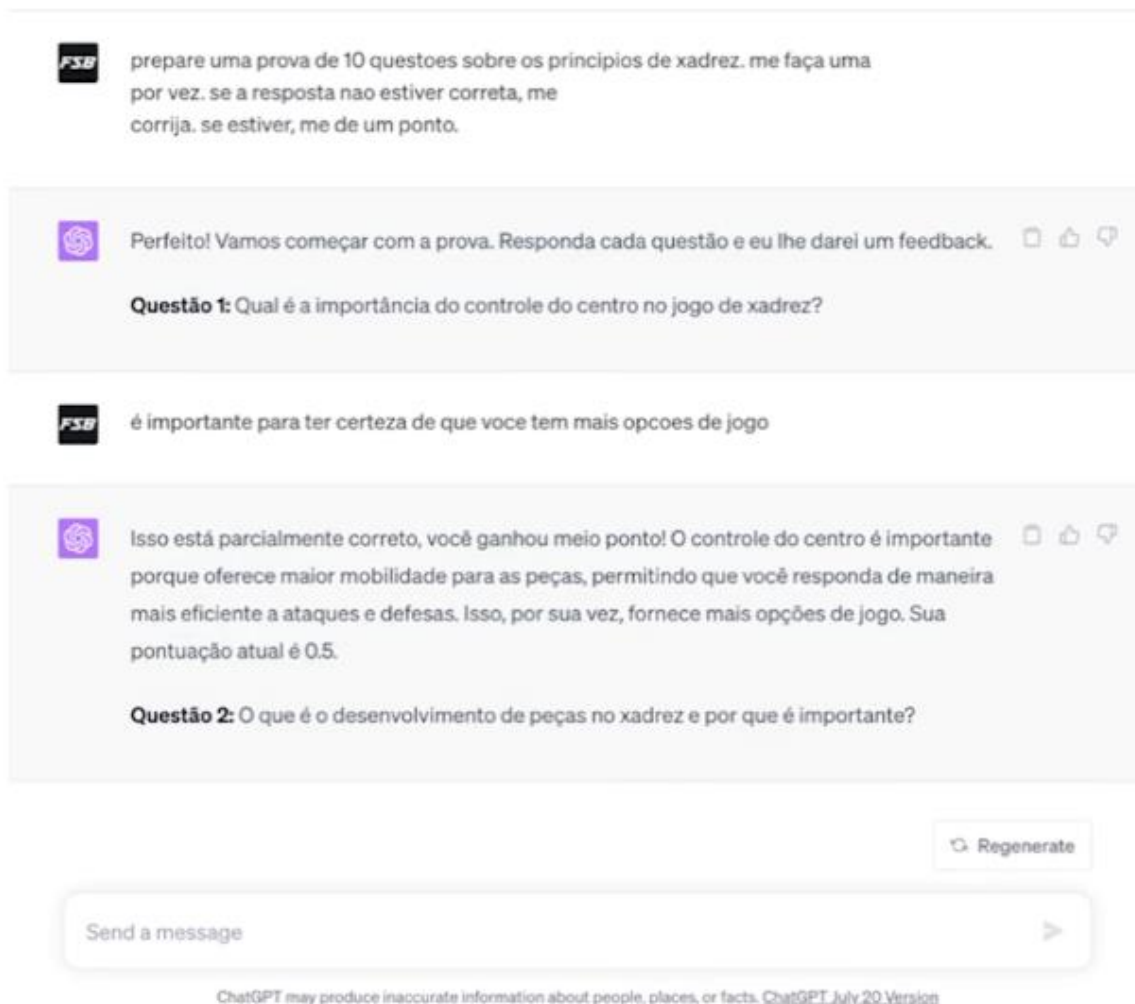 FSB
prepare uma prova de 10 questoes sobre os principios de xadrez. me faça uma
por vez. se a resposta nao estiver correta, me
corrija. se estiver, me de um ponto.
Perfeito! Vamos começar com a prova. Responda cada questão e eu lhe darei um feedback.
Questão 1: Qual é a importância do controle do centro no jogo de xadrez?
FSB
é importante para ter certeza de que voce tem mais opcoes de jogo
Isso está parcialmente correto, você ganhou meio ponto! O controle do centro é importante
porque oferece maior mobilidade para as peças, permitindo que você responda de maneira
mais eficiente a ataques e defesas. Isso, por sua vez, fornece mais opções de jogo. Sua
pontuação atual é 0.5.
Questão 2: O que é o desenvolvimento de peças no xadrez e por que é importante?
Regenerate
Send a message
ChatGPT may produce inaccurate information about people, places, or facts. ChatGPT July 20 Version